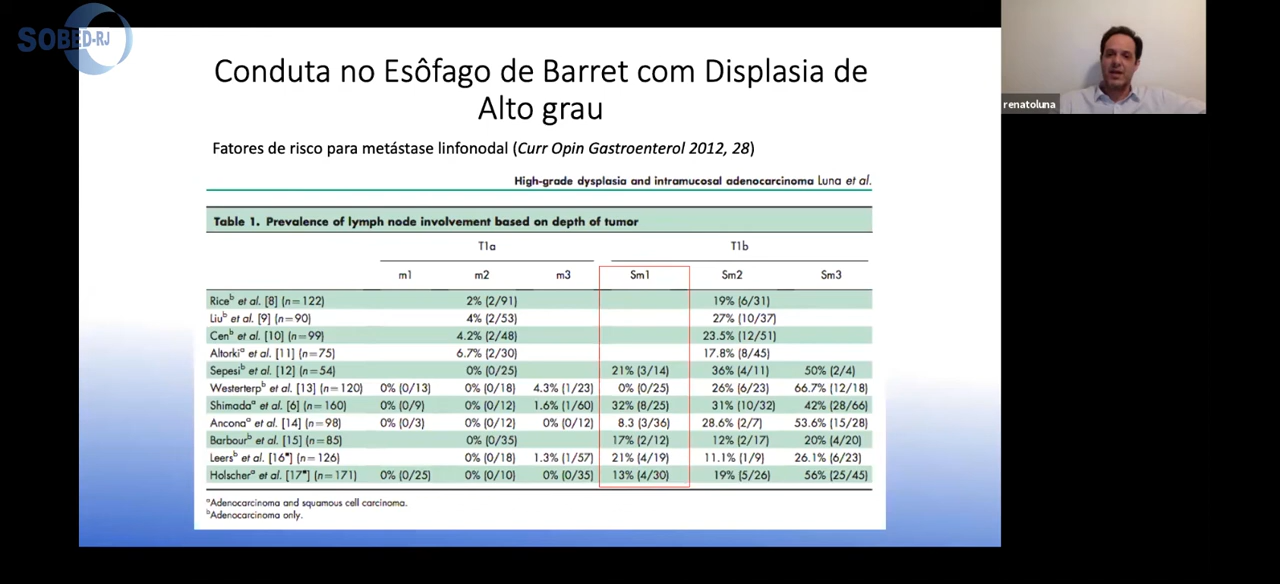 SOBED-RJ
renatoluna
Conduta no Esôfago de Barret com Displasia de
Alto grau
Fatores de risco para metástase linfonodal (Curr Opin Gastroenterol 2012, 28)
High-grade dysplasia and intramucosal adenocarcinoma Luna et al.
Table 1. Prevalence of lymph node involvement based on depth of tumor
T1a T1b
m1 m2 m3 Sm1 Sm2 Sm3
Riceᵇ et al. [8] (n=122) 2% (2/91) 19% (6/31)
Liuᵇ et al. [9] (n=90) 4% (2/53) 27% (10/37)
Cenᵇ et al. [10] (n=99) 4.2% (2/48) 23.5% (12/51)
Altorkiᵃ et al. [11] (n=75) 6.7% (2/30) 17.8% (8/45)
Sepesiᵇ et al. [12] (n=54) 0% (0/25) 21% (3/14) 36% (4/11) 50% (2/4)
Westerterpᵇ et al. [13] (n=120) 0% (0/13) 0% (0/18) 4.3% (1/23) 0% (0/25) 26% (6/23) 66.7% (12/18)
Shimadaᵃ et al. [6] (n=160) 0% (0/9) 0% (0/12) 1.6% (1/60) 32% (8/25) 31% (10/32) 42% (28/66)
Anconaᵃ et al. [14] (n=98) 0% (0/3) 0% (0/12) 0% (0/12) 8.3 (3/36) 28.6% (2/7) 53.6% (15/28)
Barbourᵇ et al. [15] (n=85) 0% (0/35) 17% (2/12) 12% (2/17) 20% (4/20)
Leersᵇ et al. [16▪] (n=126) 0% (0/18) 1.3% (1/57) 21% (4/19) 11.1% (1/9) 26.1% (6/23)
Holscherᵃ et al. [17▪] (n=171) 0% (0/25) 0% (0/10) 0% (0/35) 13% (4/30) 19% (5/26) 56% (25/45)
ᵃAdenocarcinoma and squamous cell carcinoma.
ᵇAdenocarcinoma only.